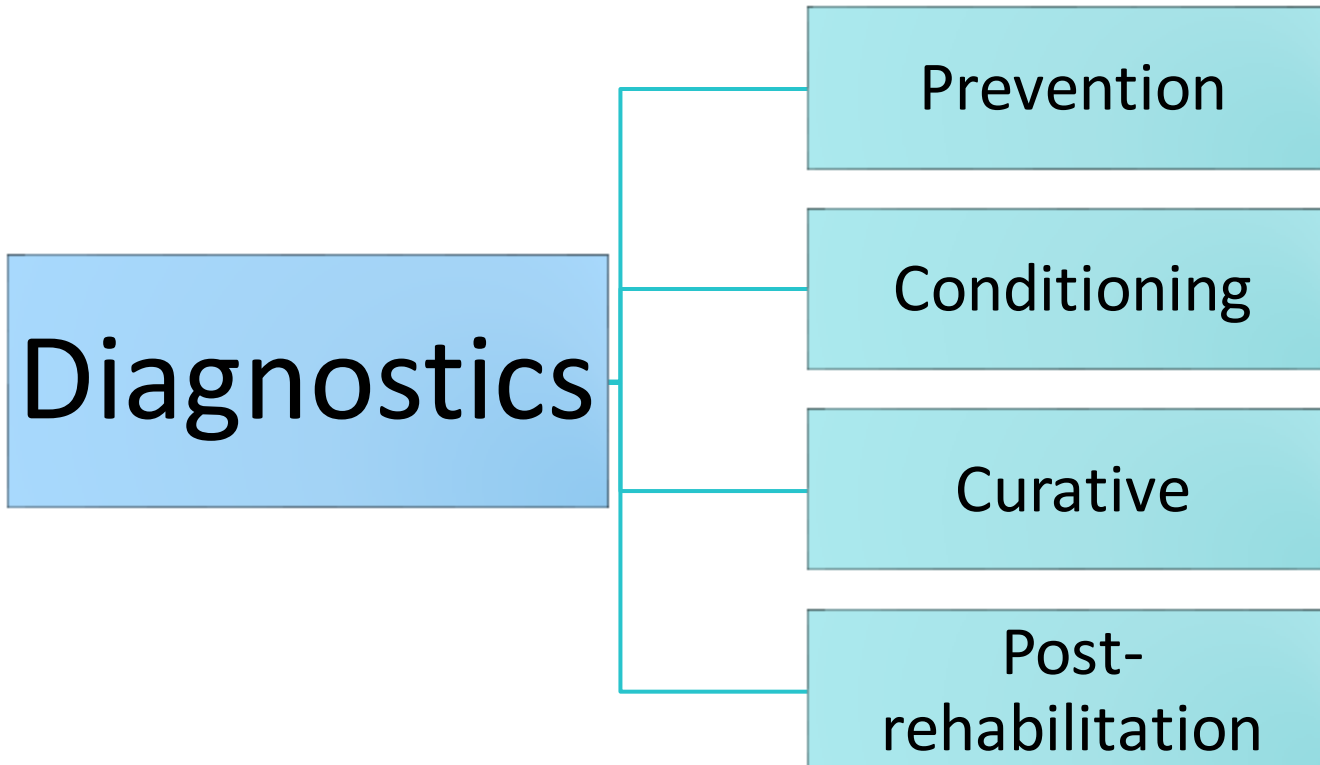 Diagnostics
Prevention
Conditioning
Curative
Post-
rehabilitation